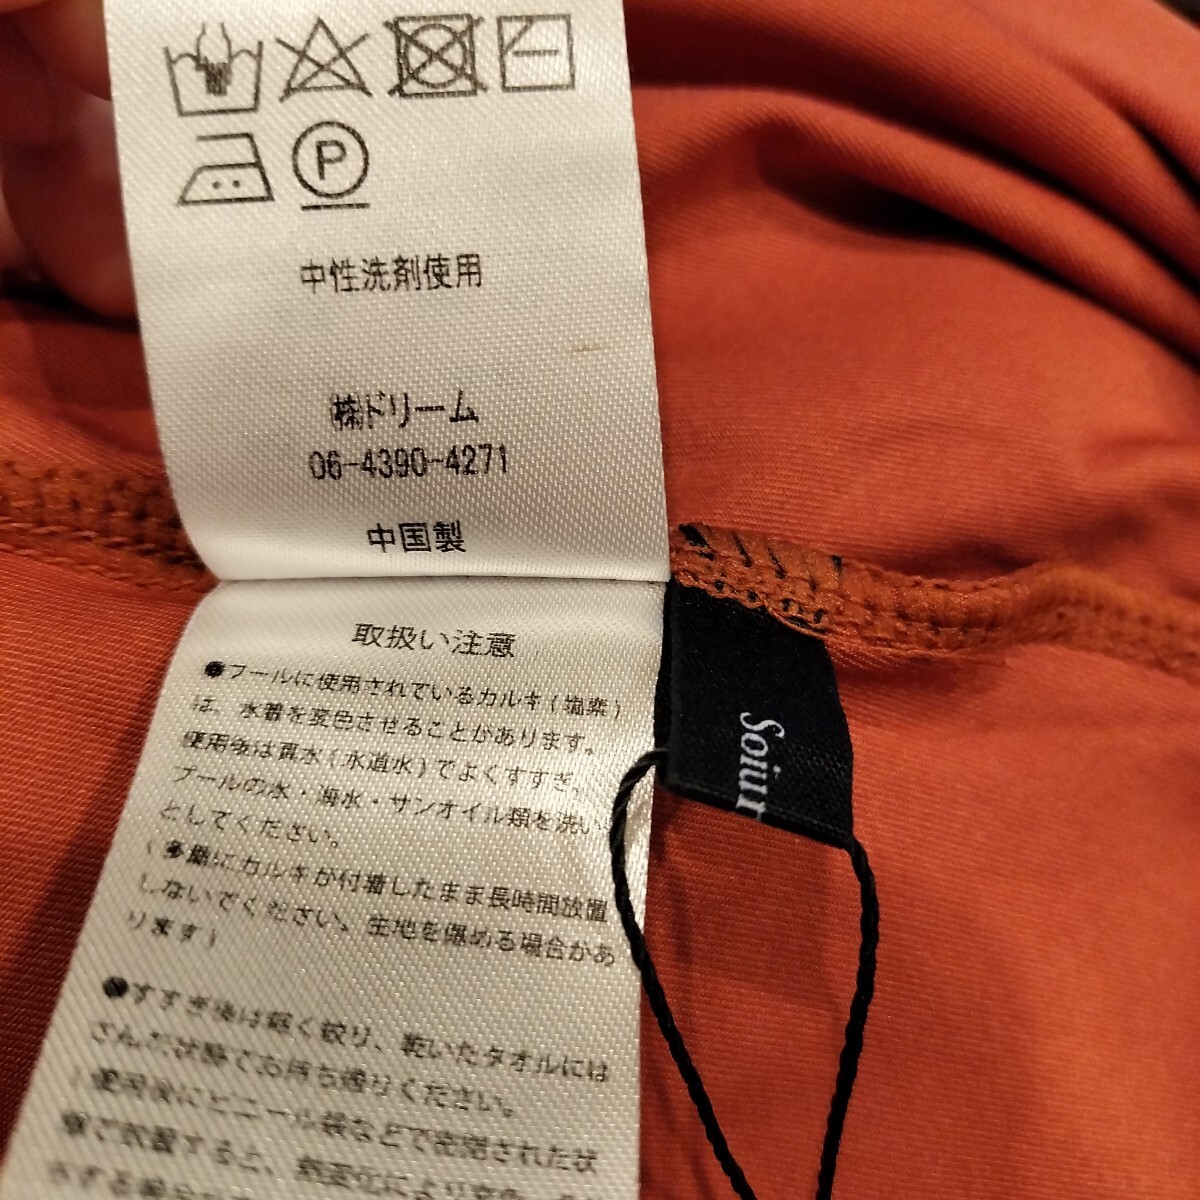 P
中性洗剤使用
㈱ドリーム
06-4390-4271
中国製
取扱い注意
●プールに使用されているカルキ(塩素)
は、水着を変色させることがあります。
使用後は真水(水道水)でよくすすぎ、
プールの水・海水・サンオイル類を洗い
としてください。
(多量にカルキが付着したまま長時間放置
しないでください。生地を傷める場合があ
ります)
●すすぎ後は軽く絞り、乾いたタオルには
さんだ状態でお持ち帰りください。
(使用後にビニール袋などで密閉された状
で放置すると、
Soiur